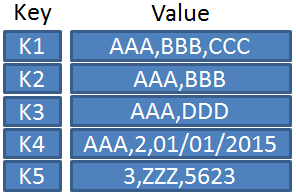 Key Value
K1 AAA,BBB,CCC
K2 AAA,BBB
K3 AAA,DDD
K4 AAA,2,01/01/2015
K5 3,ZZZ,5623